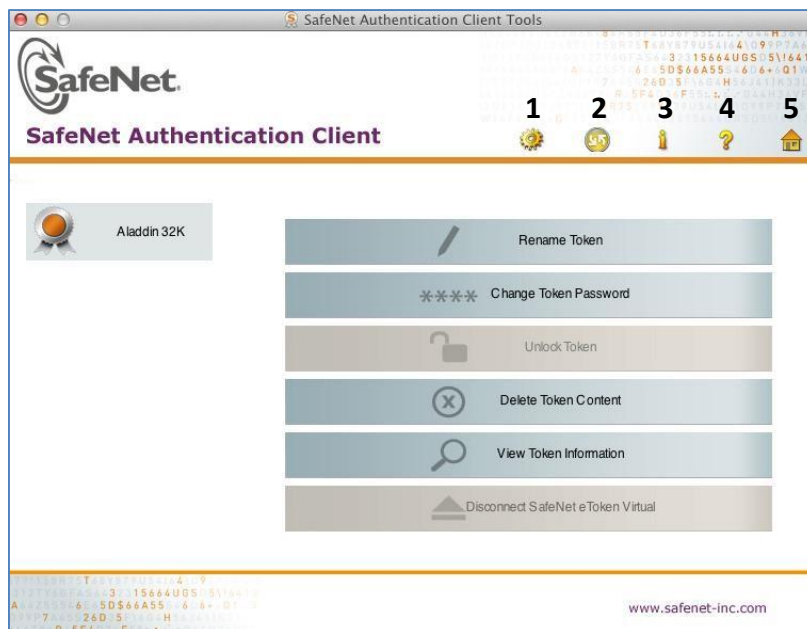 SafeNet Authentication Client Tools
SafeNet.
1 2 3 4 5
SafeNet Authentication Client
Aladdin 32K
Rename Token
**** Change Token Password
Unlock Token
Delete Token Content
View Token Information
Disconnect SafeNet eToken Virtual
www.safenet-inc.com